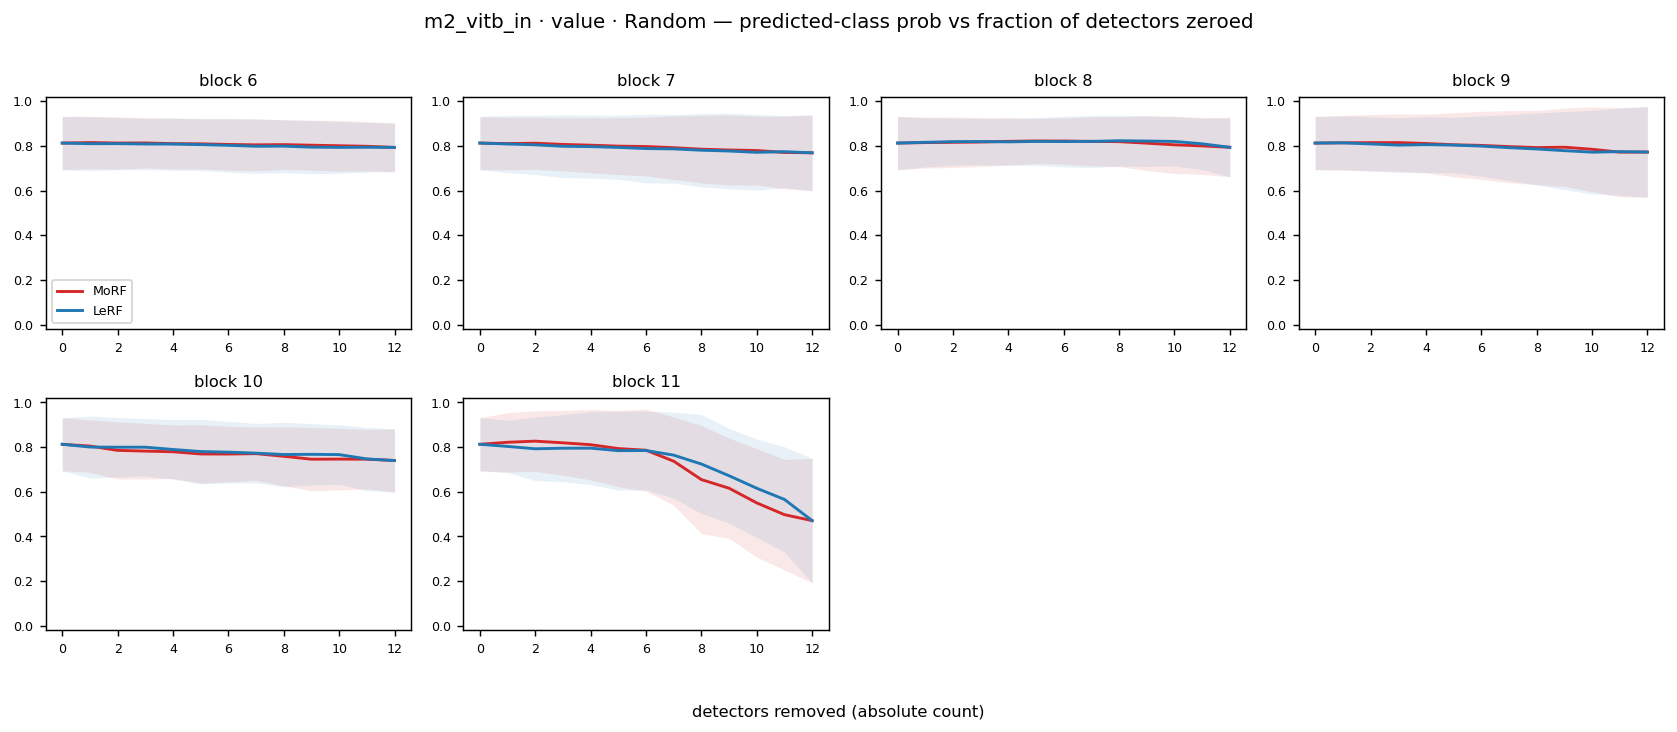 m2_vitb_in · value · Random — predicted-class prob vs fraction of detectors zeroed
block 6
block 7
block 8
block 9
1.0
0.8
0.6
0.4
0.2
0.0
MoRF
LeRF
0 2 4 6 8 10 12
1.0
0.8
0.6
0.4
0.2
0.0
0 2 4 6 8 10 12
1.0
0.8
0.6
0.4
0.2
0.0
0 2 4 6 8 10 12
1.0
0.8
0.6
0.4
0.2
0.0
0 2 4 6 8 10 12
block 10
block 11
1.0
0.8
0.6
0.4
0.2
0.0
0 2 4 6 8 10 12
1.0
0.8
0.6
0.4
0.2
0.0
0 2 4 6 8 10 12
detectors removed (absolute count)